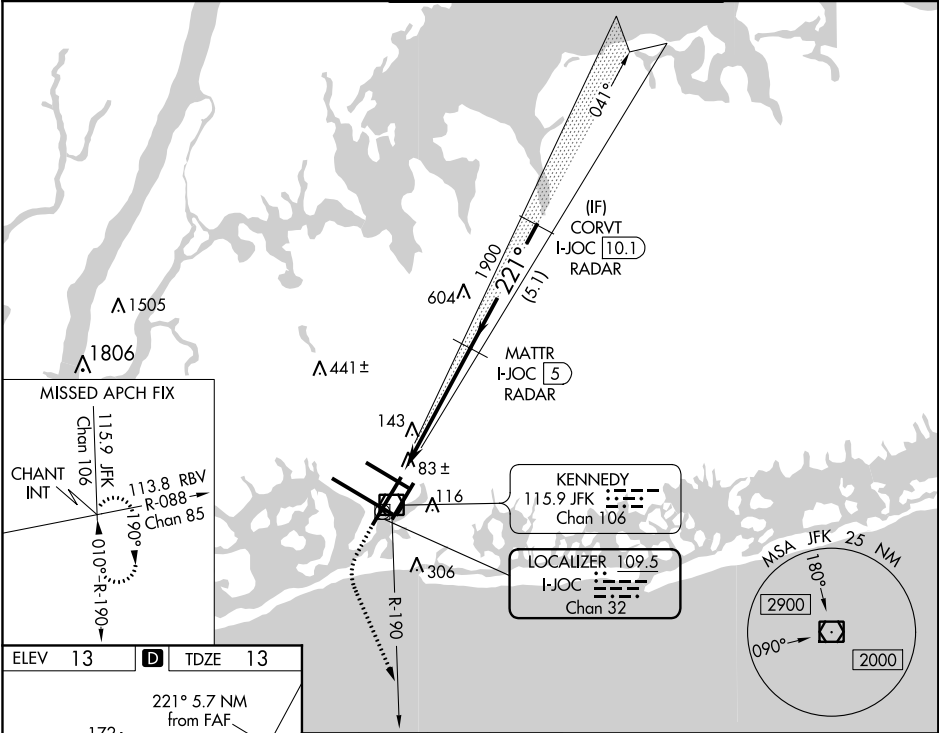 041°
(IF)
CORVT
I-JOC 10.1
RADAR
1900
221°
(5.1)
604
1505
1806
441±
MATTR
I-JOC 5
RADAR
143
83±
116
306
R-190
MISSED APCH FIX
115.9 JFK
Chan 106
CHANT
INT
113.8 RBV
R-088
Chan 85
190°
010°
R-190
KENNEDY
115.9 JFK
Chan 106
LOCALIZER 109.5
I-JOC
Chan 32
MSA JFK 25 NM
180°
2900
090°
2000
ELEV 13 D TDZE 13
221° 5.7 NM
from FAF